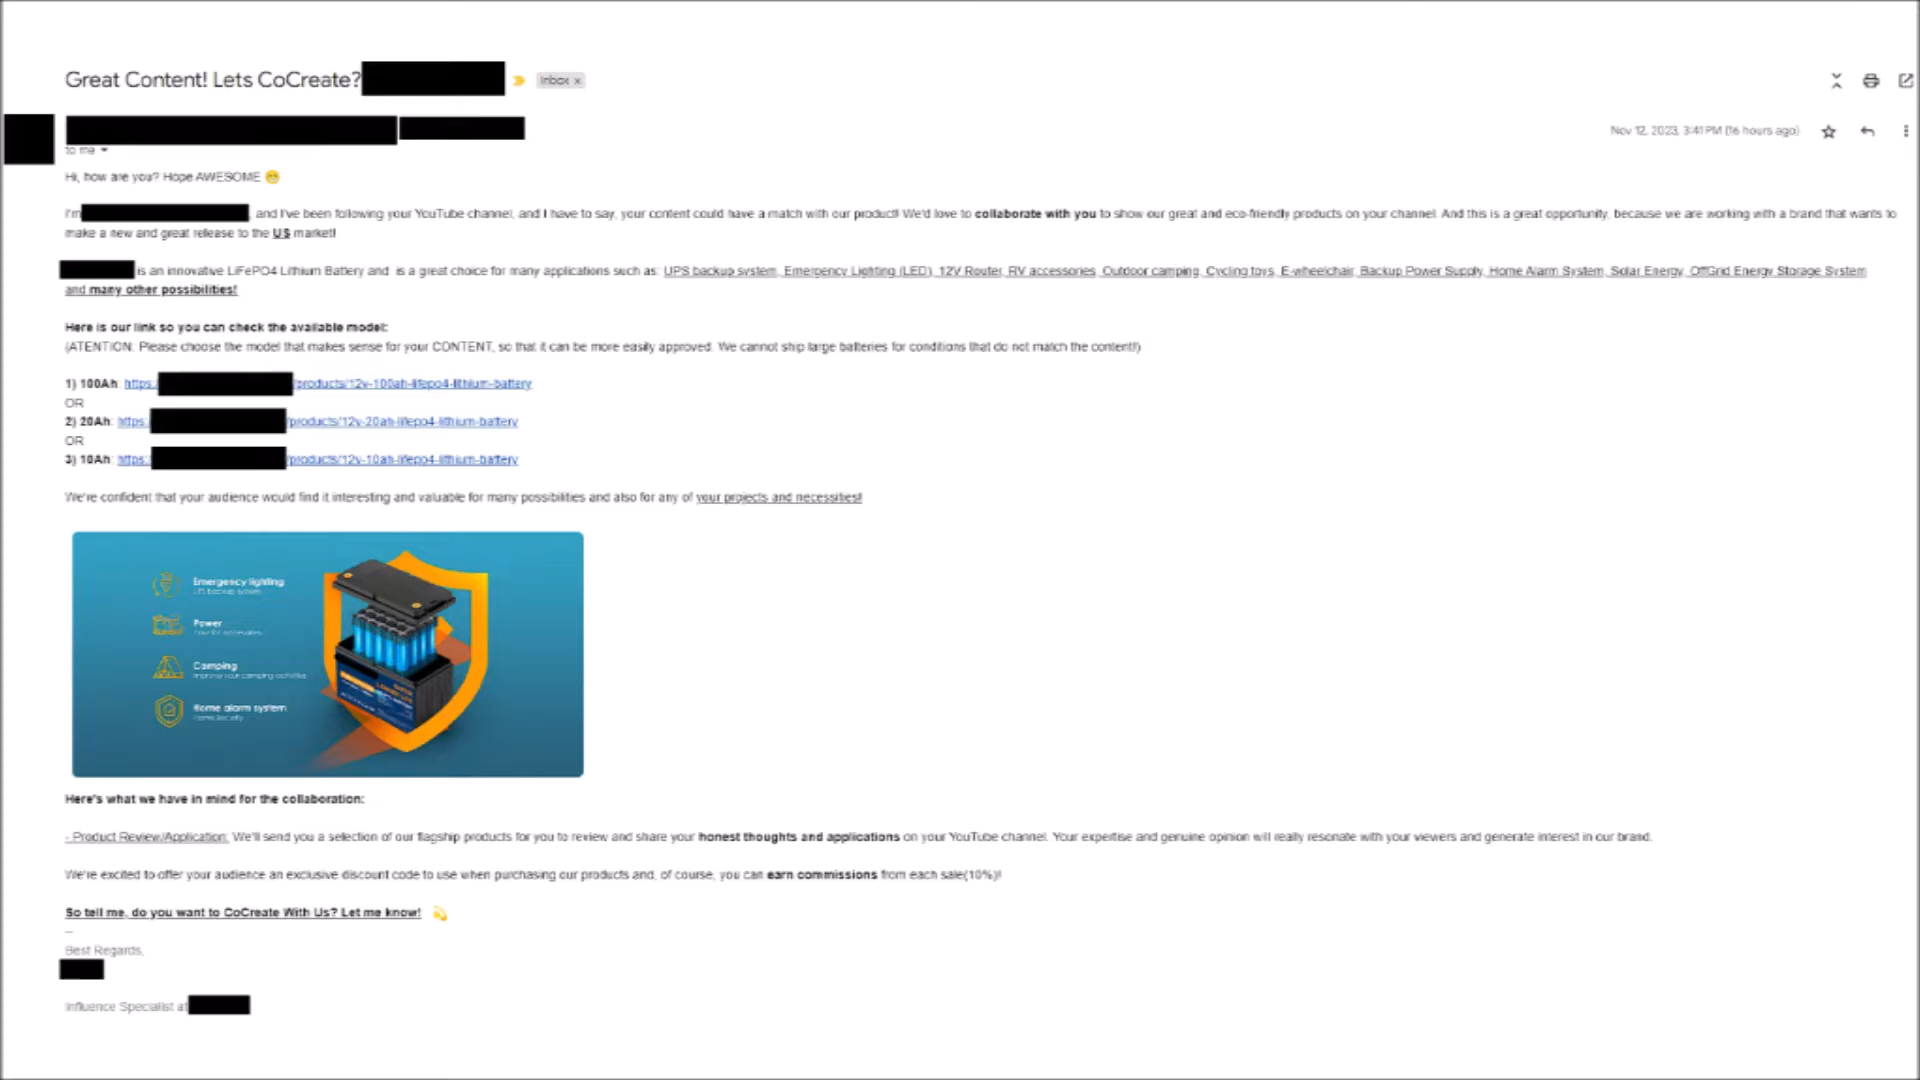 Great Content! Lets CoCreate?
Inbox x
Nov 12, 2023, 3:41 PM (16 hours ago)
to me
Hi, how are you? Hope AWESOME 😁
I'm , and I've been following your YouTube channel, and I have to say, your content could have a match with our product! We'd love to collaborate with you to show our great and eco-friendly products on your channel. And this is a great opportunity, because we are working with a brand that wants to
make a new and great release to the US market!
is an innovative LiFePO4 Lithium Battery and is a great choice for many applications such as: UPS backup system, Emergency Lighting (LED), 12V Router, RV accessories, Outdoor camping, Cycling toys, E-wheelchair, Backup Power Supply, Home Alarm System, Solar Energy, OffGrid Energy Storage System
and many other possibilities!
Here is our link so you can check the available model:
(ATENTION: Please choose the model that makes sense for your CONTENT, so that it can be more easily approved. We cannot ship large batteries for conditions that do not match the content!)
1) 100Ah: https: /products/12v-100ah-lifepo4-lithium-battery
OR
2) 20Ah: https: /products/12v-20ah-lifepo4-lithium-battery
OR
3) 10Ah: https: /products/12v-10ah-lifepo4-lithium-battery
We're confident that your audience would find it interesting and valuable for many possibilities and also for any of your projects and necessities!
Emergency lighting
UPS backup system
Power
Your RV accessories
Camping
Improve your camping activities
Home alarm system
Here's what we have in mind for the collaboration:
- Product Review/Application: We'll send you a selection of our flagship products for you to review and share your honest thoughts and applications on your YouTube channel. Your expertise and genuine opinion will really resonate with your viewers and generate interest in our brand.
We're excited to offer your audience an exclusive discount code to use when purchasing our products and, of course, you can earn commissions from each sale(10%)!
So tell me, do you want to CoCreate With Us? Let me know! 💫
--
Best Regards,
Influence Specialist at